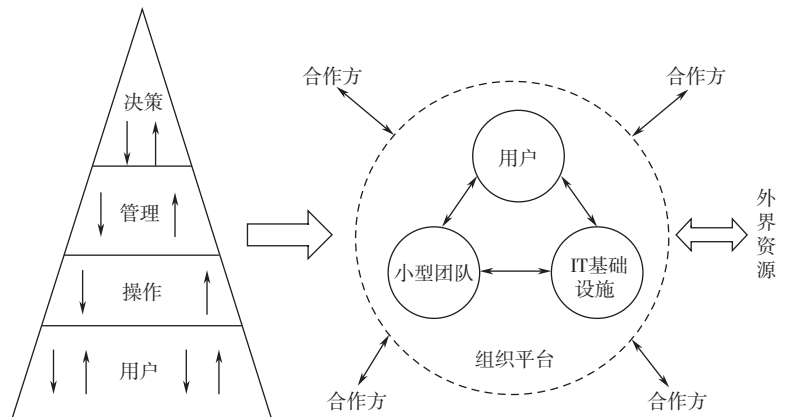 决策
管理
操作
用户
合作方
合作方
用户
小型团队
IT基础
设施
组织平台
合作方
合作方
外
界
资
源